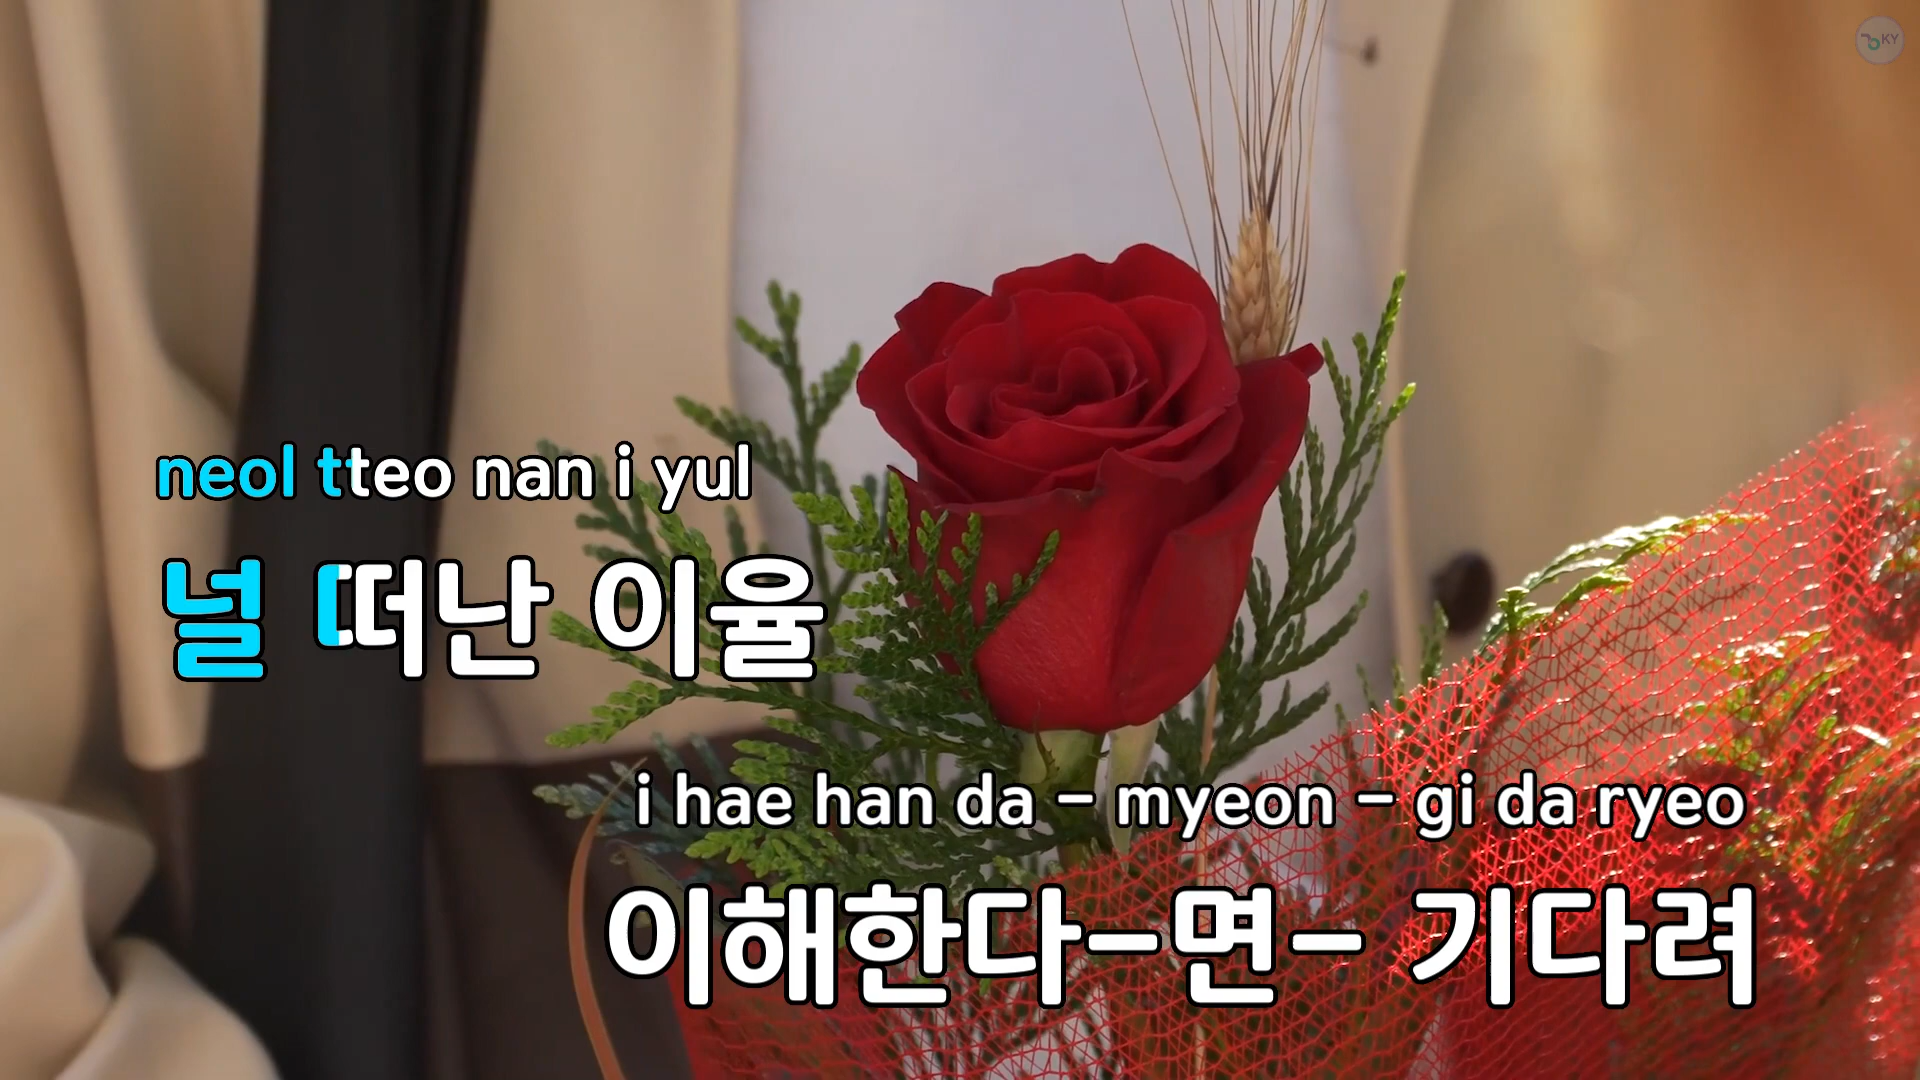 KY
neol tteo nan i yul
널 떠난 이율
i hae han da - myeon - gi da ryeo
이해한다-면- 기다려